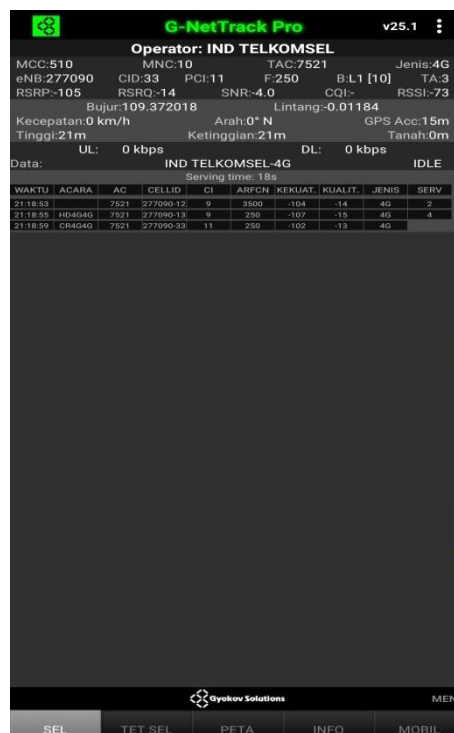 G-NetTrack Pro v25.1
Operator: IND TELKOMSEL
MCC:510 MNC:10 TAC:7521 Jenis:4G
eNB:277090 CID:33 PCI:11 F:250 B:L1 [10] TA:3
RSRP:-105 RSRQ:-14 SNR:-4.0 CQI:- RSSI:-73
Bujur:109.372018 Lintang:-0.01184
Kecepatan:0 km/h Arah:0° N GPS Acc:15m
Tinggi:21m Ketinggian:21m Tanah:0m
UL: 0 kbps DL: 0 kbps
Data: IND TELKOMSEL-4G IDLE
Serving time: 18s
WAKTU ACARA AC CELLID CI ARFCN KEKUAT.. KUALIT.. JENIS SERV
21:18:53 7521 277090-12 9 3500 -104 -14 4G 2
21:18:55 HD4G4G 7521 277090-13 9 250 -107 -15 4G 4
21:18:59 CR4G4G 7521 277090-33 11 250 -102 -13 4G
Gyokov Solutions MEN
SEL TET SEL PETA INFO MOBIL